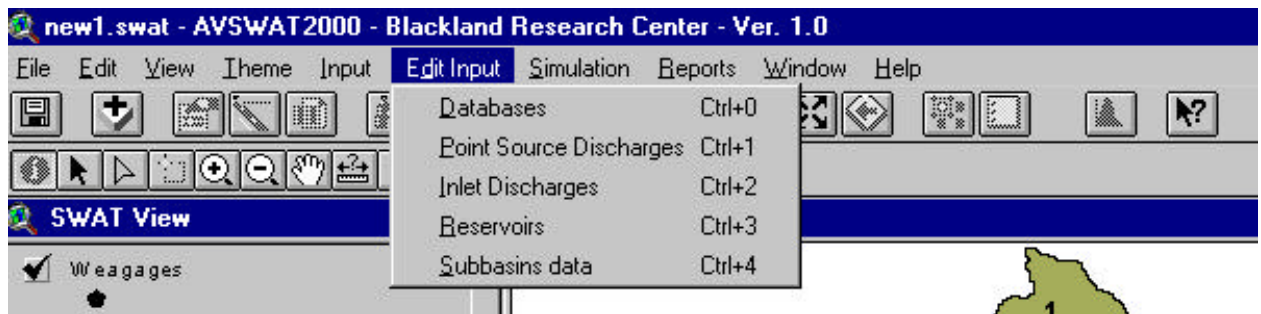 new1.swat - AVSWAT2000 - Blackland Research Center - Ver. 1.0
File Edit View Theme Input Edit Input Simulation Reports Window Help
Databases Ctrl+0
Point Source Discharges Ctrl+1
Inlet Discharges Ctrl+2
Reservoirs Ctrl+3
Subbasins data Ctrl+4
SWAT View
Weagages
1